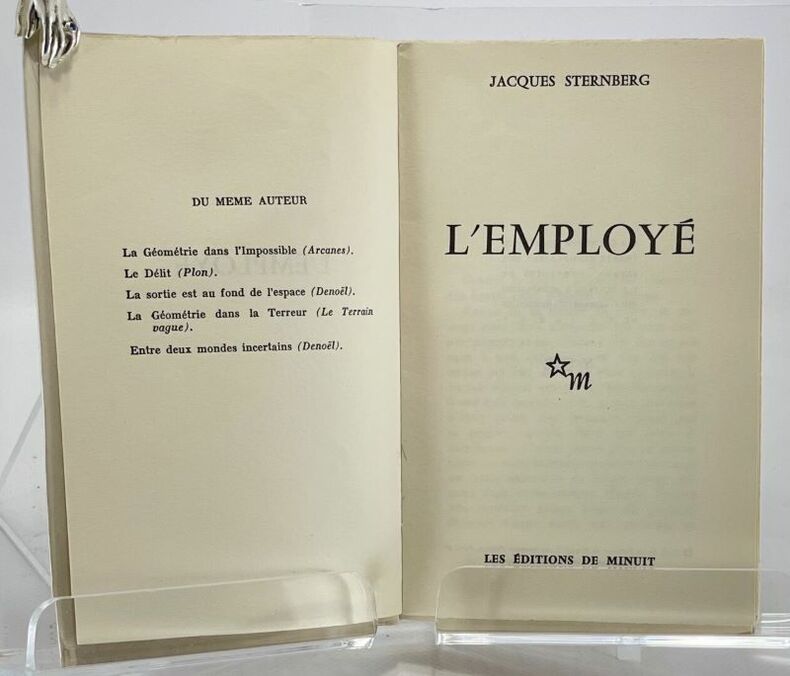 DU MEME AUTEUR
La Géométrie dans l'Impossible (Arcanes).
Le Délit (Plon).
La sortie est au fond de l'espace (Denoël).
La Géométrie dans la Terreur (Le Terrain
vague).
Entre deux mondes incertains (Denoël).
JACQUES STERNBERG
L'EMPLOYÉ
m
LES ÉDITIONS DE MINUIT